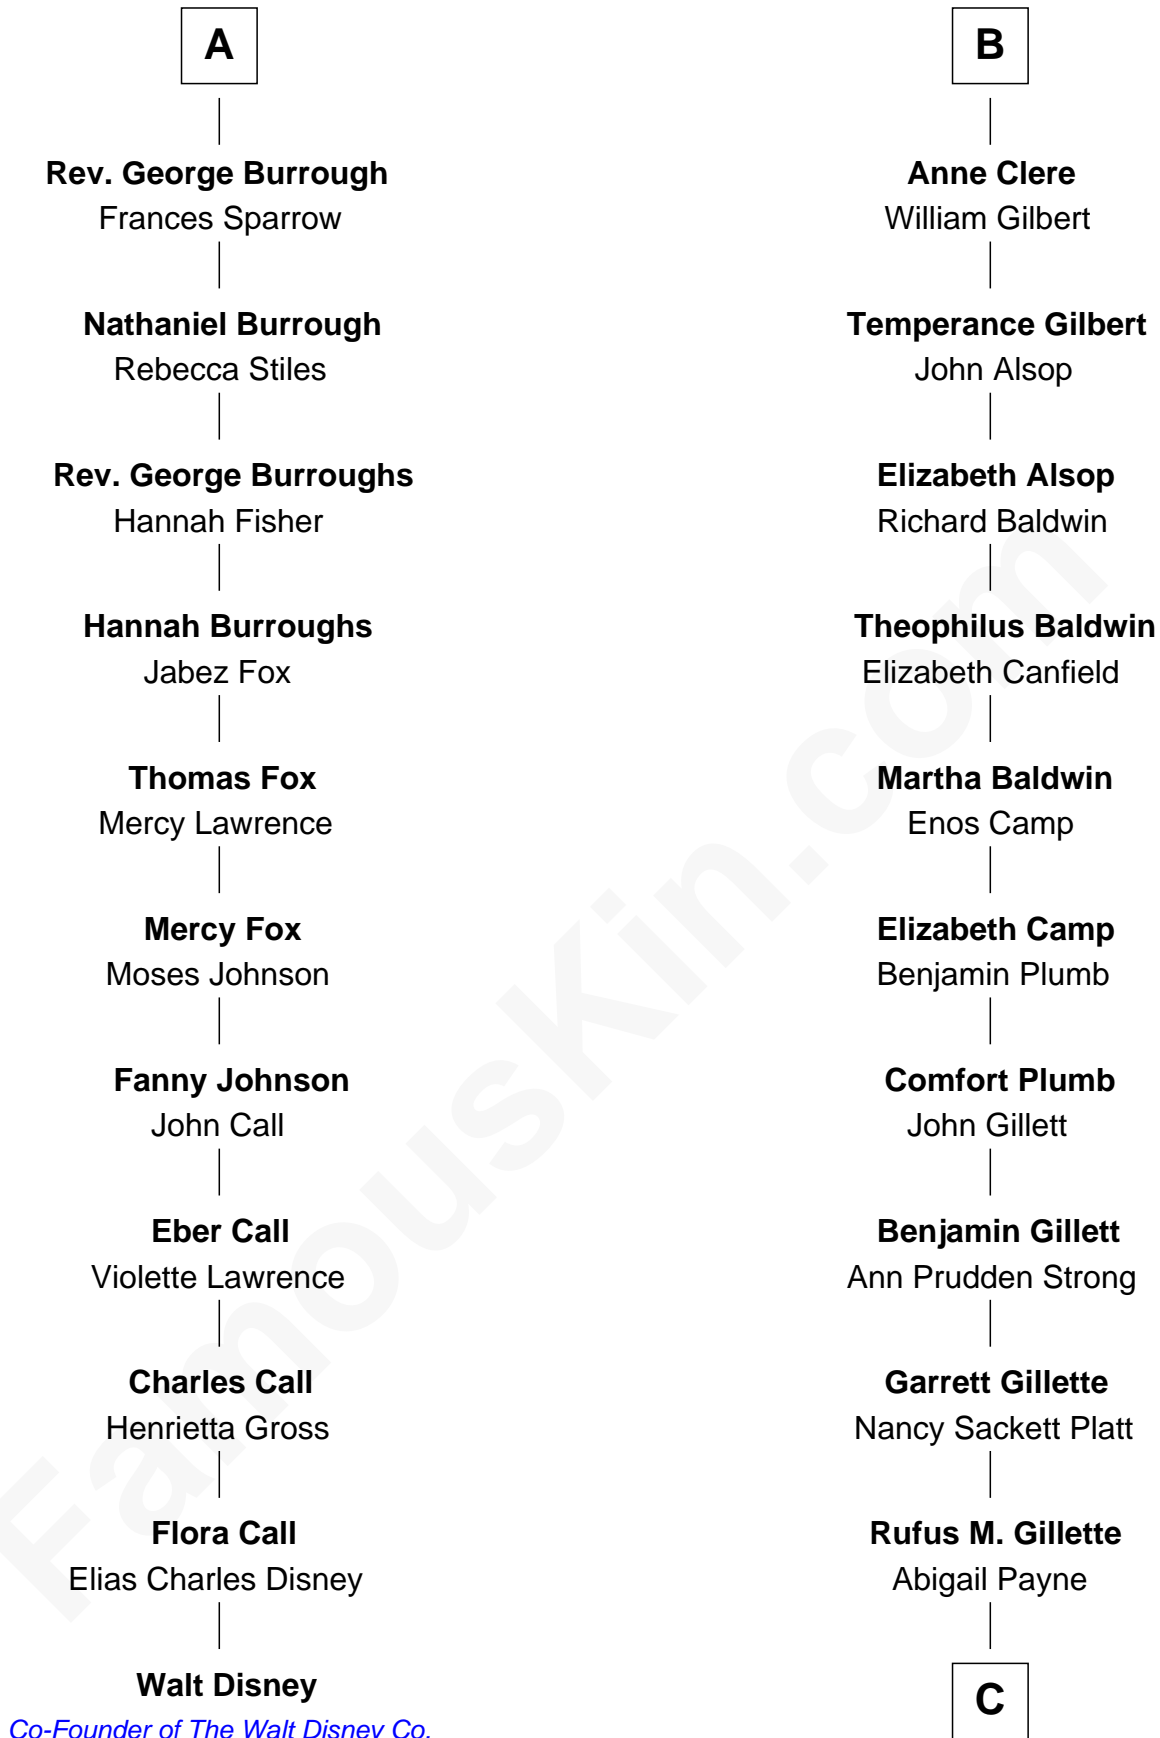 A
Rev. George Burrough
Frances Sparrow
Nathaniel Burrough
Rebecca Stiles
Rev. George Burroughs
Hannah Fisher
Hannah Burroughs
Jabez Fox
Thomas Fox
Mercy Lawrence
Mercy Fox
Moses Johnson
Fanny Johnson
John Call
Eber Call
Violette Lawrence
Charles Call
Henrietta Gross
Flora Call
Elias Charles Disney
Walt Disney
Co-Founder of The Walt Disney Co.
B
Anne Clere
William Gilbert
Temperance Gilbert
John Alsop
Elizabeth Alsop
Richard Baldwin
Theophilus Baldwin
Elizabeth Canfield
Martha Baldwin
Enos Camp
Elizabeth Camp
Benjamin Plumb
Comfort Plumb
John Gillett
Benjamin Gillett
Ann Prudden Strong
Garrett Gillette
Nancy Sackett Platt
Rufus M. Gillette
Abigail Payne
C
FamousKin.com